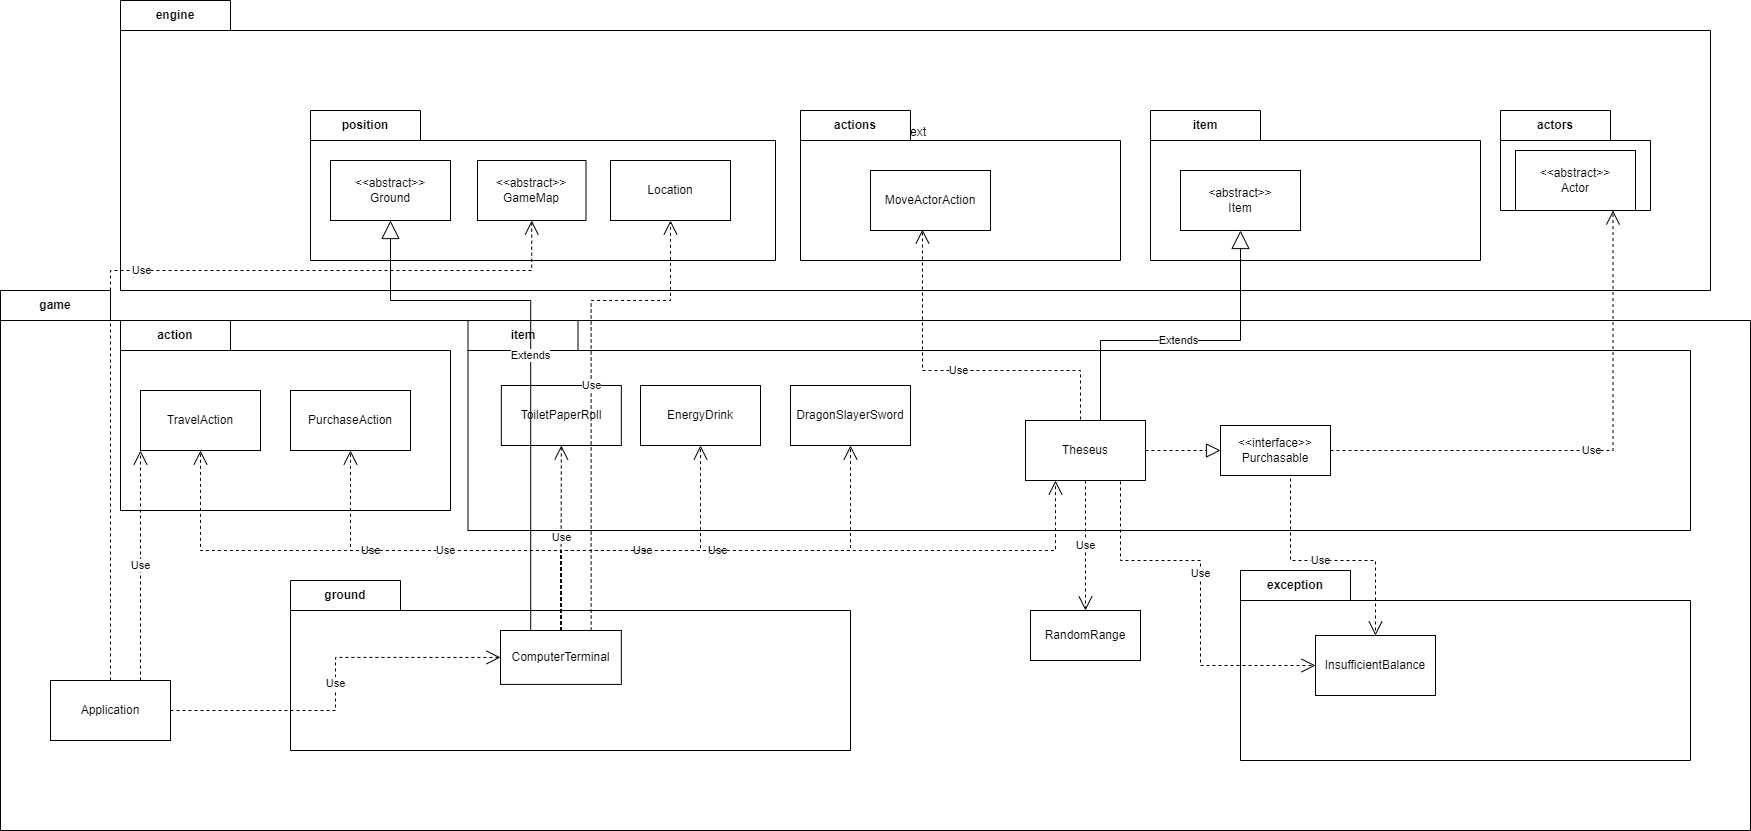 engine
position
actions
ext
item
actors
<<abstract>>
Ground
<<abstract>>
GameMap
Location
MoveActorAction
<abstract>>
Item
<<abstract>>
Actor
Use
game
action
item
Extends
Extends
Use
Use
TravelAction
PurchaseAction
ToiletPaperRoll
EnergyDrink
DragonSlayerSword
Theseus
<<interface>>
Purchasable
Use
Use
Use
Use
Use
Use
Use
Use
Use
Use
Use
ground
exception
ComputerTerminal
RandomRange
InsufficientBalance
Use
Application